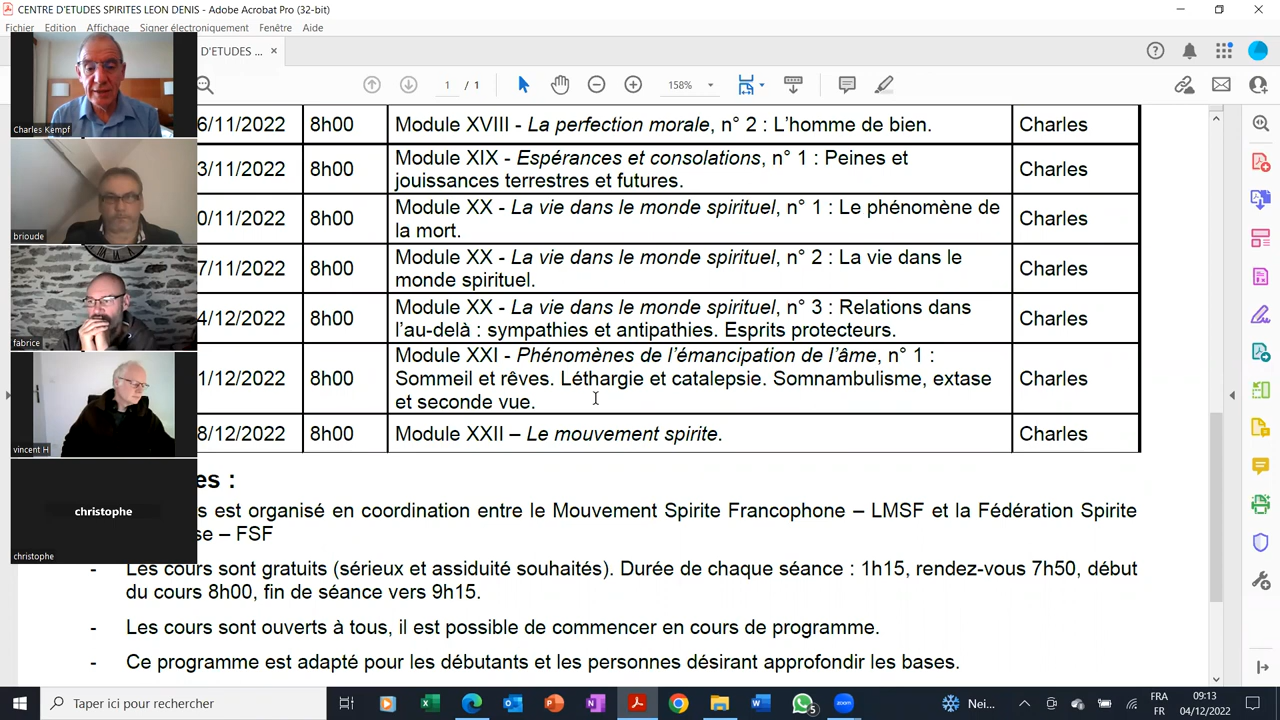 CENTRE D'ETUDES SPIRITES LEON DENIS - Adobe Acrobat Pro (32-bit)
Fichier Edition Affichage Signer électroniquement Fenêtre Aide
D'ETUDES ... ×
1 / 1 158%
6/11/2022 8h00 Module XVIII - La perfection morale, n° 2 : L'homme de bien. Charles
3/11/2022 8h00 Module XIX - Espérances et consolations, n° 1 : Peines et
jouissances terrestres et futures. Charles
0/11/2022 8h00 Module XX - La vie dans le monde spirituel, n° 1 : Le phénomène de
la mort. Charles
7/11/2022 8h00 Module XX - La vie dans le monde spirituel, n° 2 : La vie dans le
monde spirituel. Charles
4/12/2022 8h00 Module XX - La vie dans le monde spirituel, n° 3 : Relations dans
l'au-delà : sympathies et antipathies. Esprits protecteurs. Charles
1/12/2022 8h00 Module XXI - Phénomènes de l'émancipation de l'âme, n° 1 :
Sommeil et rêves. Léthargie et catalepsie. Somnambulisme, extase
et seconde vue. Charles
8/12/2022 8h00 Module XXII – Le mouvement spirite. Charles
es :
s est organisé en coordination entre le Mouvement Spirite Francophone – LMSF et la Fédération Spirite
se – FSF
- Les cours sont gratuits (sérieux et assiduité souhaités). Durée de chaque séance : 1h15, rendez-vous 7h50, début
du cours 8h00, fin de séance vers 9h15.
- Les cours sont ouverts à tous, il est possible de commencer en cours de programme.
- Ce programme est adapté pour les débutants et les personnes désirant approfondir les bases.
Charles Kempf
brioude
fabrice
vincent H
christophe
christophe
Taper ici pour rechercher
5
zoom
Nei...
FRA
FR
09:13
04/12/2022